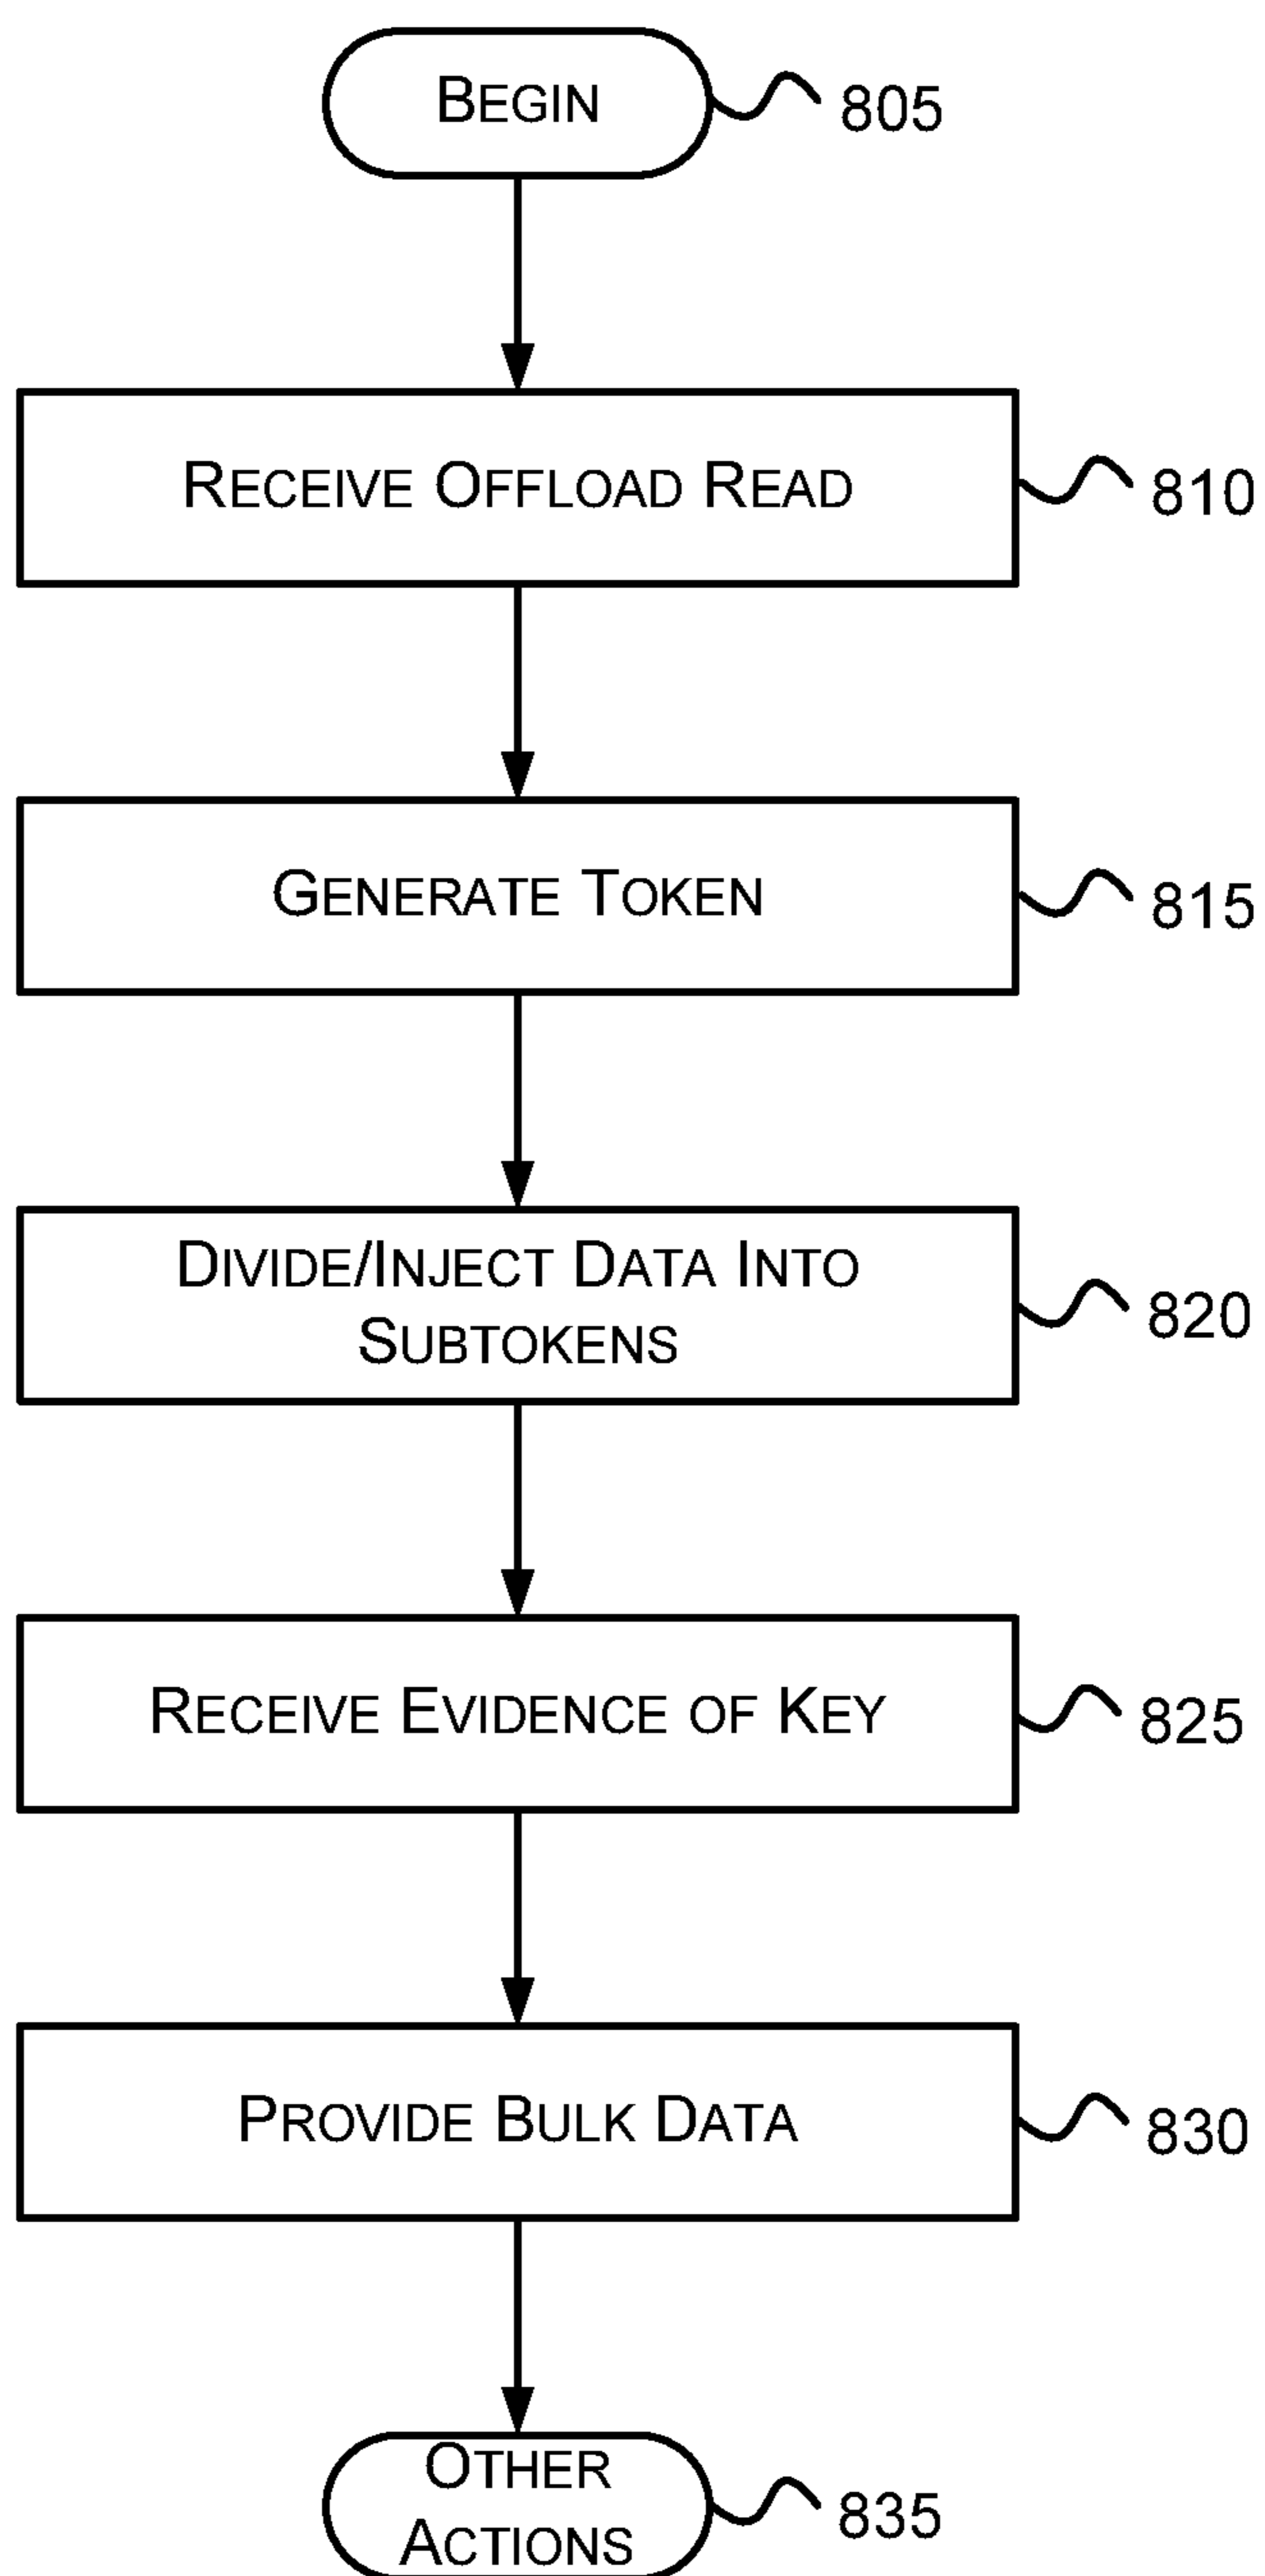 BEGIN
805
RECEIVE OFFLOAD READ
810
GENERATE TOKEN
815
DIVIDE/INJECT DATA INTO
SUBTOKENS
820
RECEIVE EVIDENCE OF KEY
825
PROVIDE BULK DATA
830
OTHER
ACTIONS
835